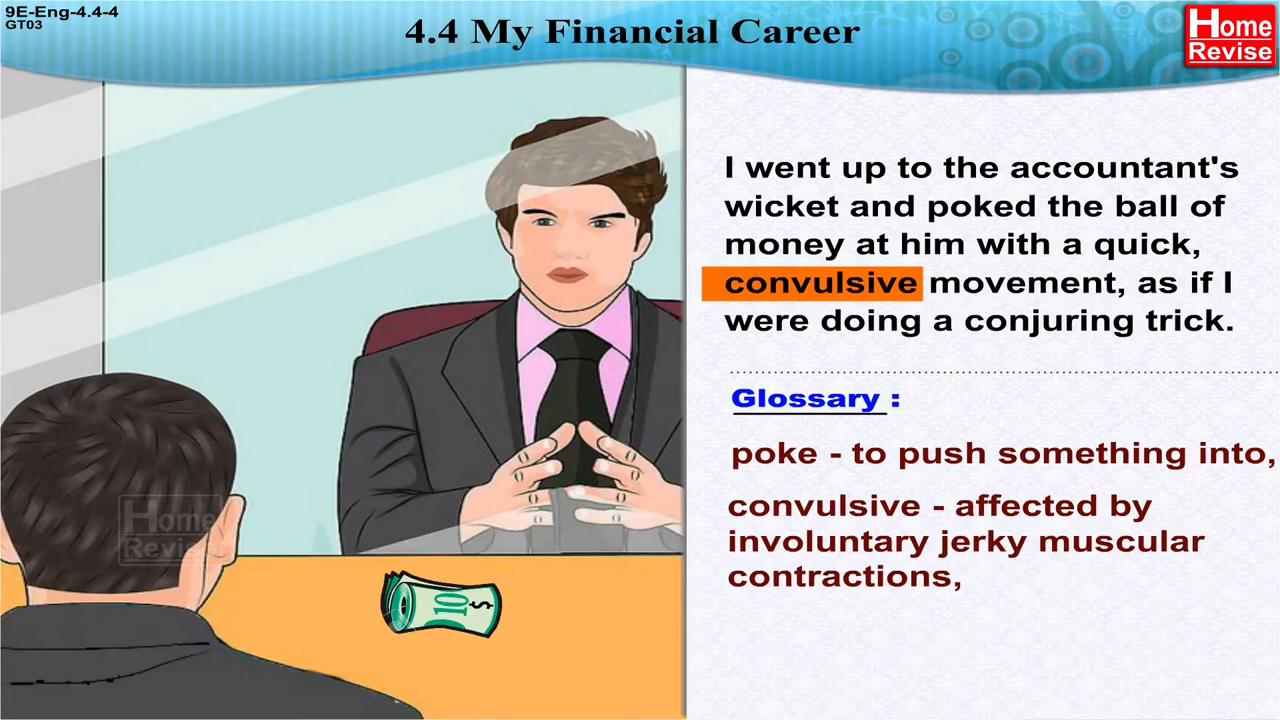 9E-Eng-4.4-4
GT03
4.4 My Financial Career
Home
Revise
I went up to the accountant's
wicket and poked the ball of
money at him with a quick,
convulsive movement, as if I
were doing a conjuring trick.
Glossary :
poke - to push something into,
convulsive - affected by
involuntary jerky muscular
contractions,
Home
Revise
10
$